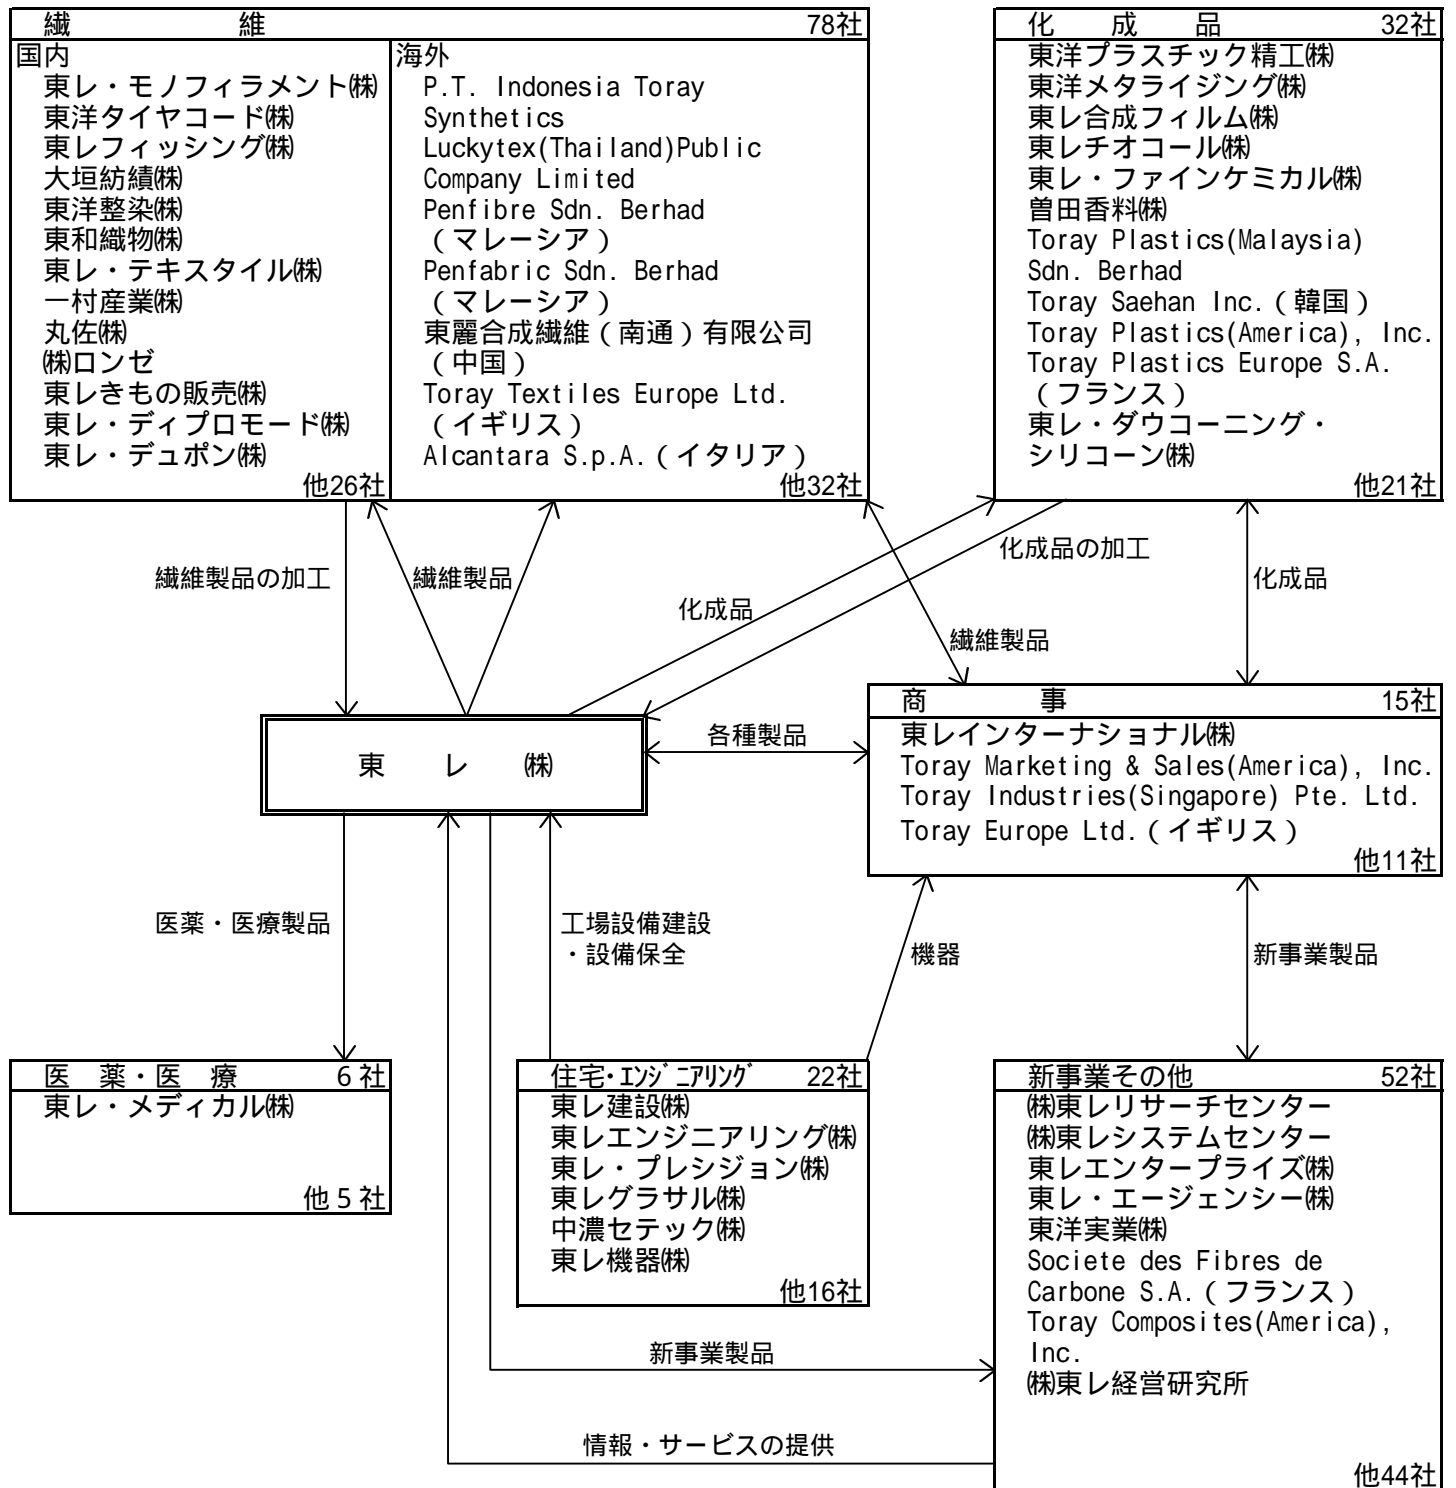 繊　　　維 78社
国内
東レ・モノフィラメント㈱
東洋タイヤコード㈱
東レフィッシング㈱
大垣紡績㈱
東洋整染㈱
東和織物㈱
東レ・テキスタイル㈱
一村産業㈱
丸佐㈱
㈱ロンゼ
東レきもの販売㈱
東レ・ディプロモード㈱
東レ・デュポン㈱
他26社
海外
P.T. Indonesia Toray
Synthetics
Luckytex(Thailand)Public
Company Limited
Penfibre Sdn. Berhad
（マレーシア）
Penfabric Sdn. Berhad
（マレーシア）
東麗合成繊維（南通）有限公司
（中国）
Toray Textiles Europe Ltd.
（イギリス）
Alcantara S.p.A.（イタリア）
他32社
化　成　品 32社
東洋プラスチック精工㈱
東洋メタライジング㈱
東レ合成フィルム㈱
東レチオコール㈱
東レ・ファインケミカル㈱
曽田香料㈱
Toray Plastics(Malaysia)
Sdn. Berhad
Toray Saehan Inc.（韓国）
Toray Plastics(America), Inc.
Toray Plastics Europe S.A.
（フランス）
東レ・ダウコーニング・
シリコーン㈱
他21社
繊維製品の加工
繊維製品
化成品
化成品の加工
化成品
繊維製品
東　レ　㈱
各種製品
商　　　事 15社
東レインターナショナル㈱
Toray Marketing & Sales(America), Inc.
Toray Industries(Singapore) Pte. Ltd.
Toray Europe Ltd.（イギリス）
他11社
医薬・医療製品
工場設備建設
・設備保全
機器
新事業製品
医　薬・医　療 6社
東レ・メディカル㈱
他5社
住宅・ｴﾝｼﾞﾆｱﾘﾝｸﾞ 22社
東レ建設㈱
東レエンジニアリング㈱
東レ・プレシジョン㈱
東レグラサル㈱
中濃セテック㈱
東レ機器㈱
他16社
新事業その他 52社
㈱東レリサーチセンター
㈱東レシステムセンター
東レエンタープライズ㈱
東レ・エージェンシー㈱
東洋実業㈱
Societe des Fibres de
Carbone S.A.（フランス）
Toray Composites(America),
Inc.
㈱東レ経営研究所
他44社
新事業製品
情報・サービスの提供